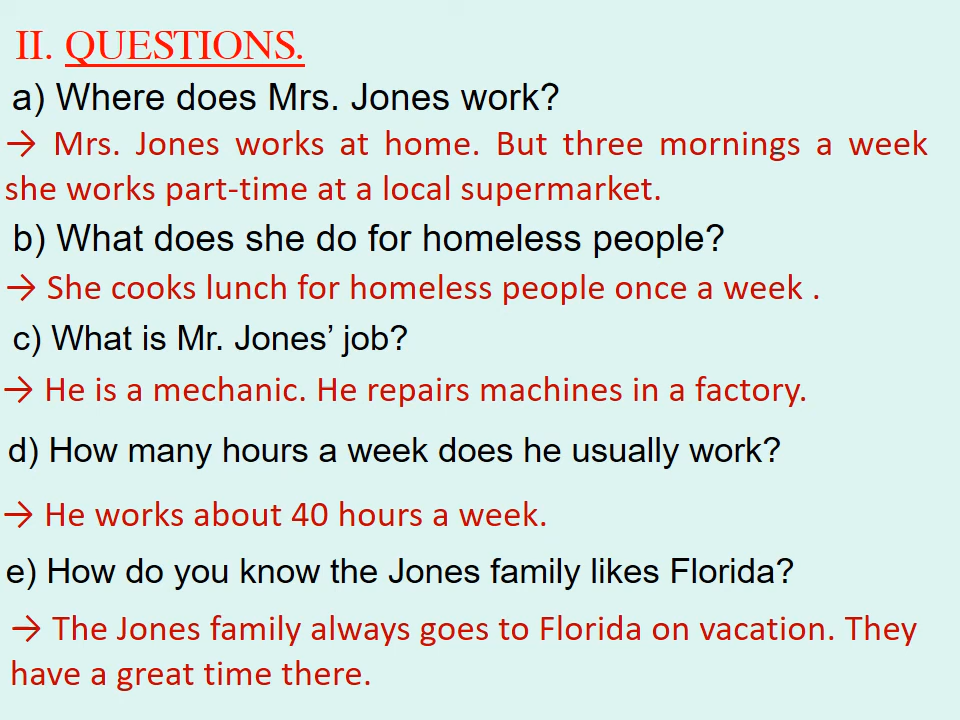 II. QUESTIONS.
a) Where does Mrs. Jones work?
→ Mrs. Jones works at home. But three mornings a week
she works part-time at a local supermarket.
b) What does she do for homeless people?
→ She cooks lunch for homeless people once a week .
c) What is Mr. Jones’ job?
→ He is a mechanic. He repairs machines in a factory.
d) How many hours a week does he usually work?
→ He works about 40 hours a week.
e) How do you know the Jones family likes Florida?
→ The Jones family always goes to Florida on vacation. They
have a great time there.